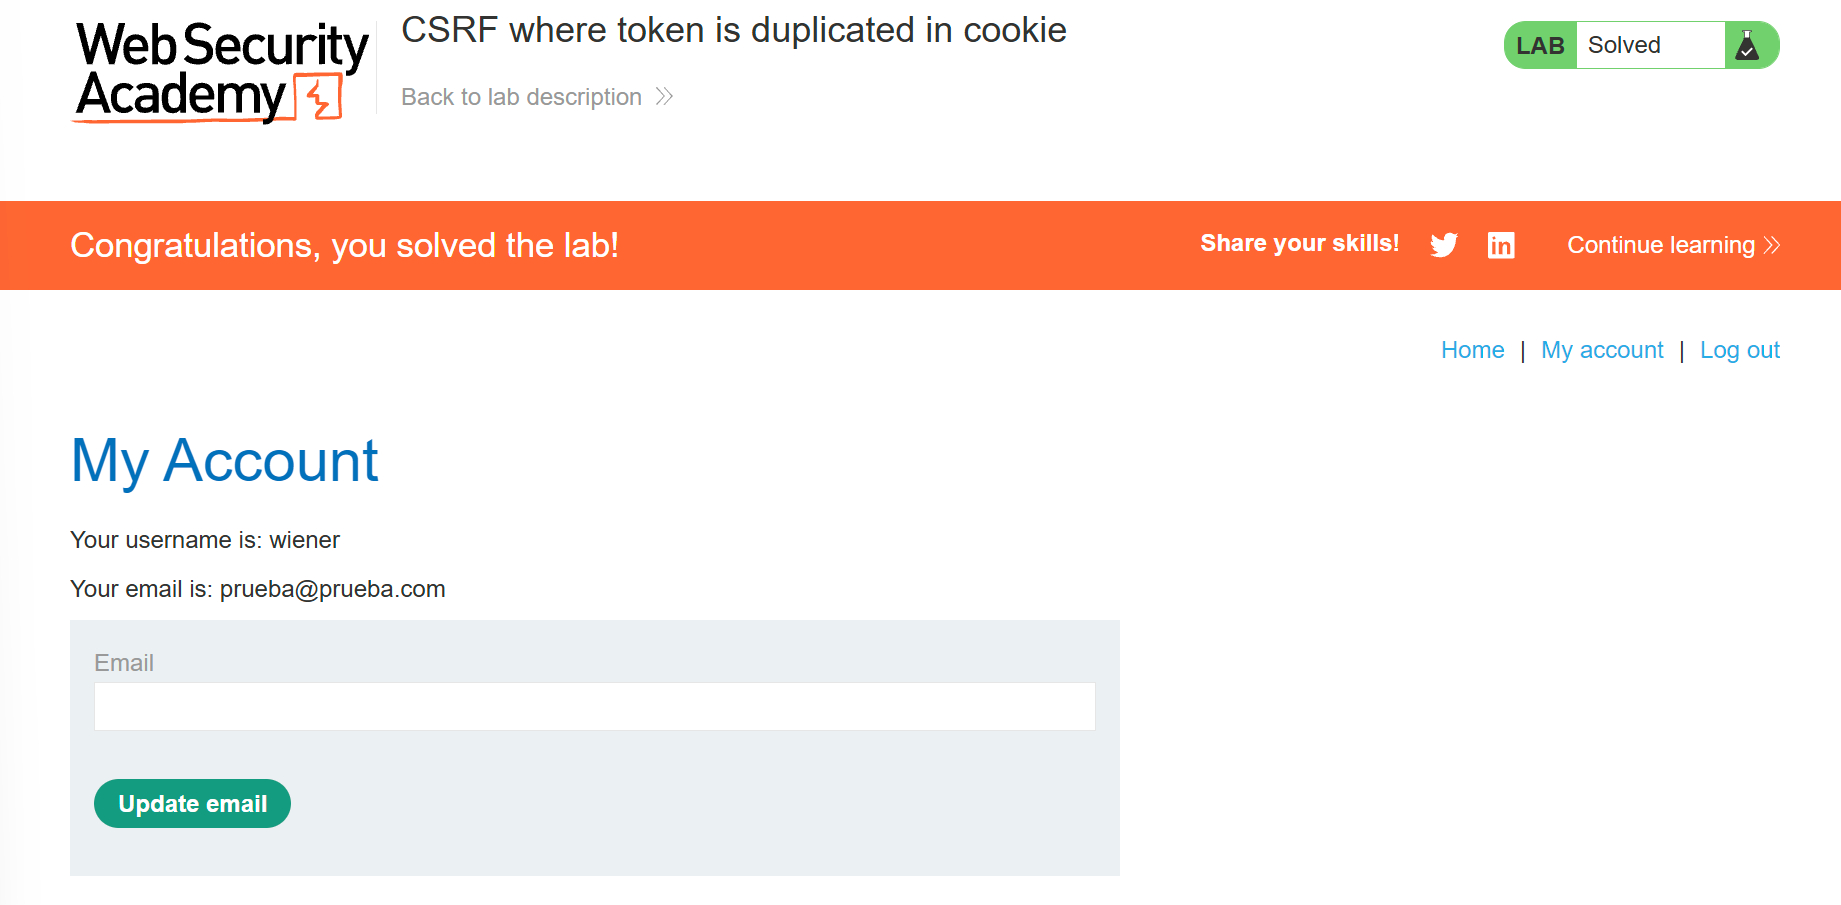 Web Security
Academy
CSRF where token is duplicated in cookie
Back to lab description
LAB Solved
Congratulations, you solved the lab!
Share your skills! in Continue learning
Home | My account | Log out
My Account
Your username is: wiener
Your email is: prueba@prueba.com
Email
Update email